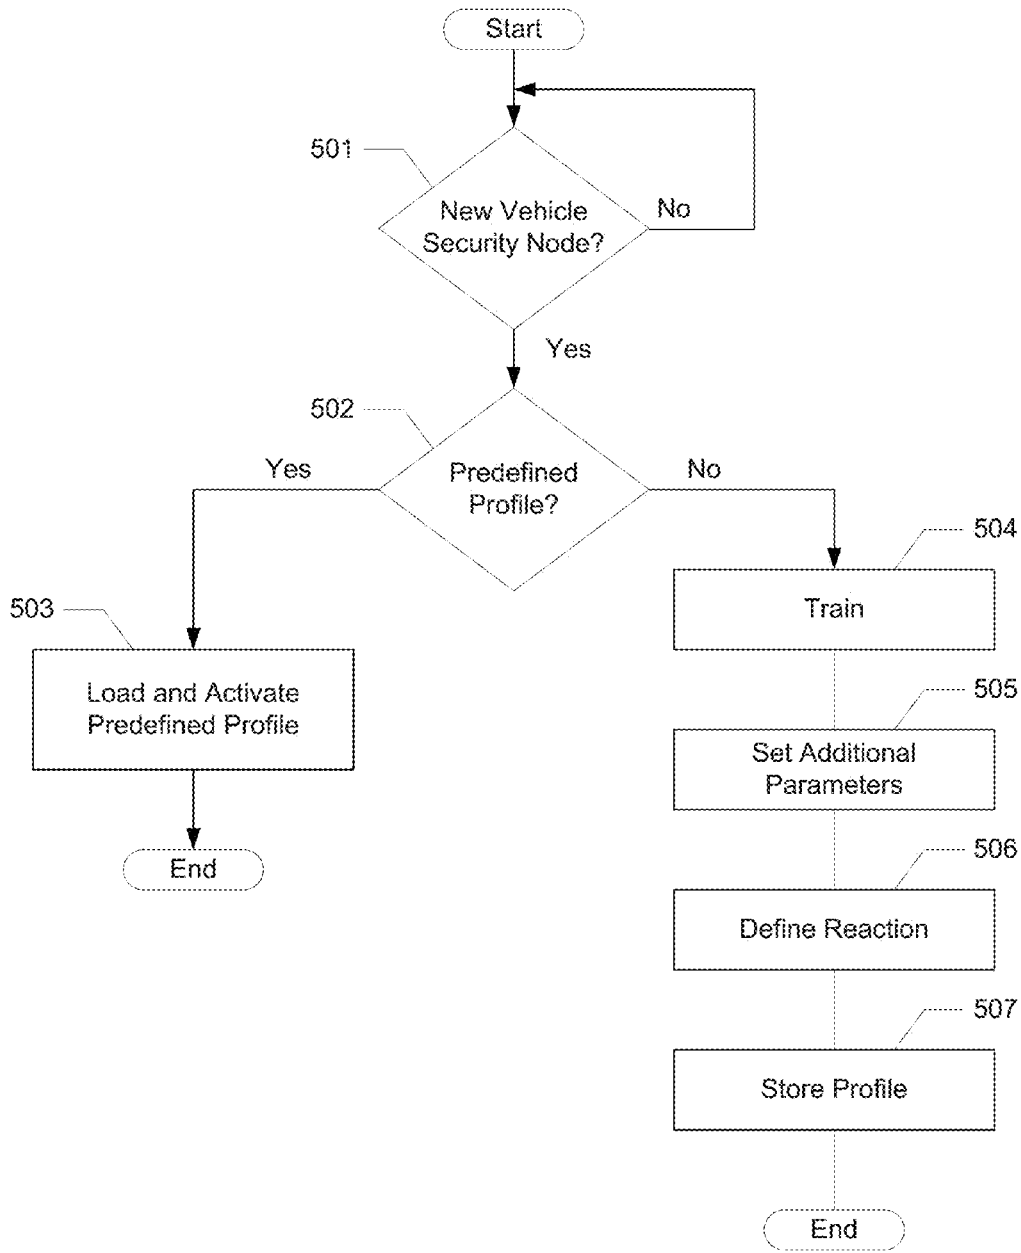 Start
501
New Vehicle
Security Node?
No
Yes
502
Predefined
Profile?
Yes
No
504
Train
503
Load and Activate
Predefined Profile
505
Set Additional
Parameters
End
506
Define Reaction
507
Store Profile
End